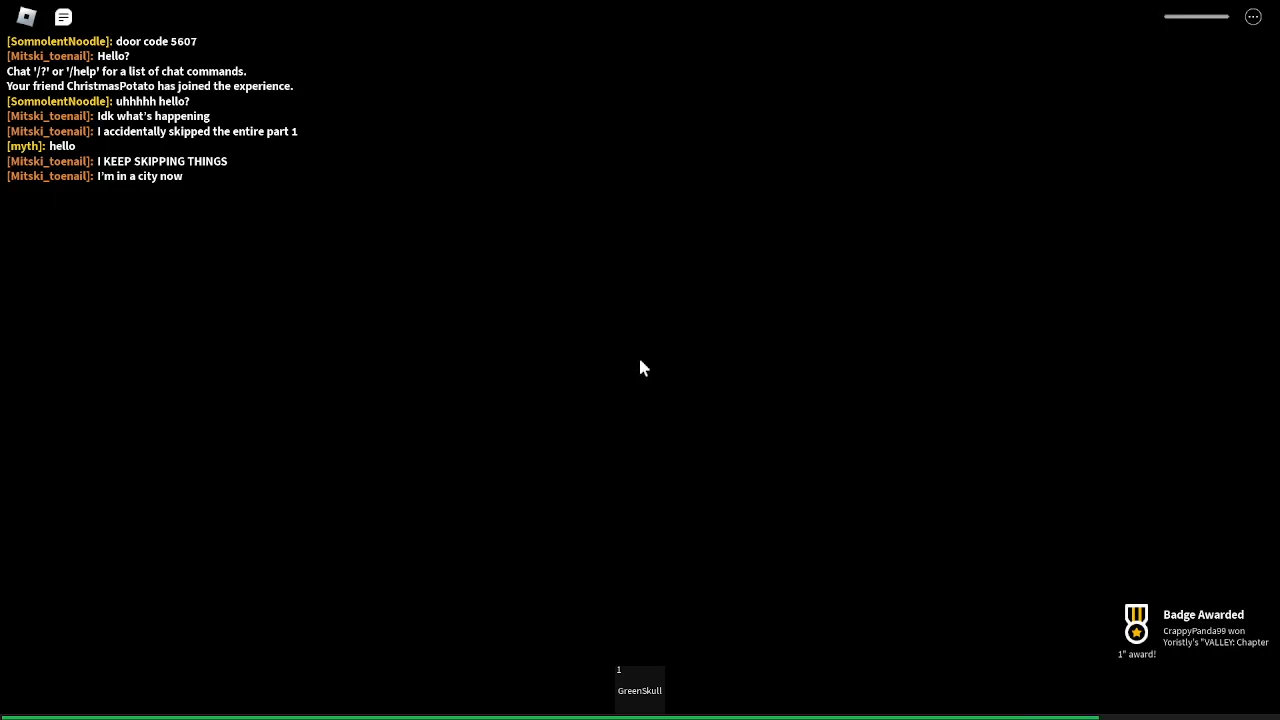 [SomnolentNoodle]: door code 5607
[Mitski_toenail]: Hello?
Chat '/?' or '/help' for a list of chat commands.
Your friend ChristmasPotato has joined the experience.
[SomnolentNoodle]: uhhhhh hello?
[Mitski_toenail]: Idk what's happening
[Mitski_toenail]: I accidentally skipped the entire part 1
[myth]: hello
[Mitski_toenail]: I KEEP SKIPPING THINGS
[Mitski_toenail]: I'm in a city now
Badge Awarded
CrappyPanda99 won
Yoristly's "VALLEY: Chapter
1" award!
1
GreenSkull